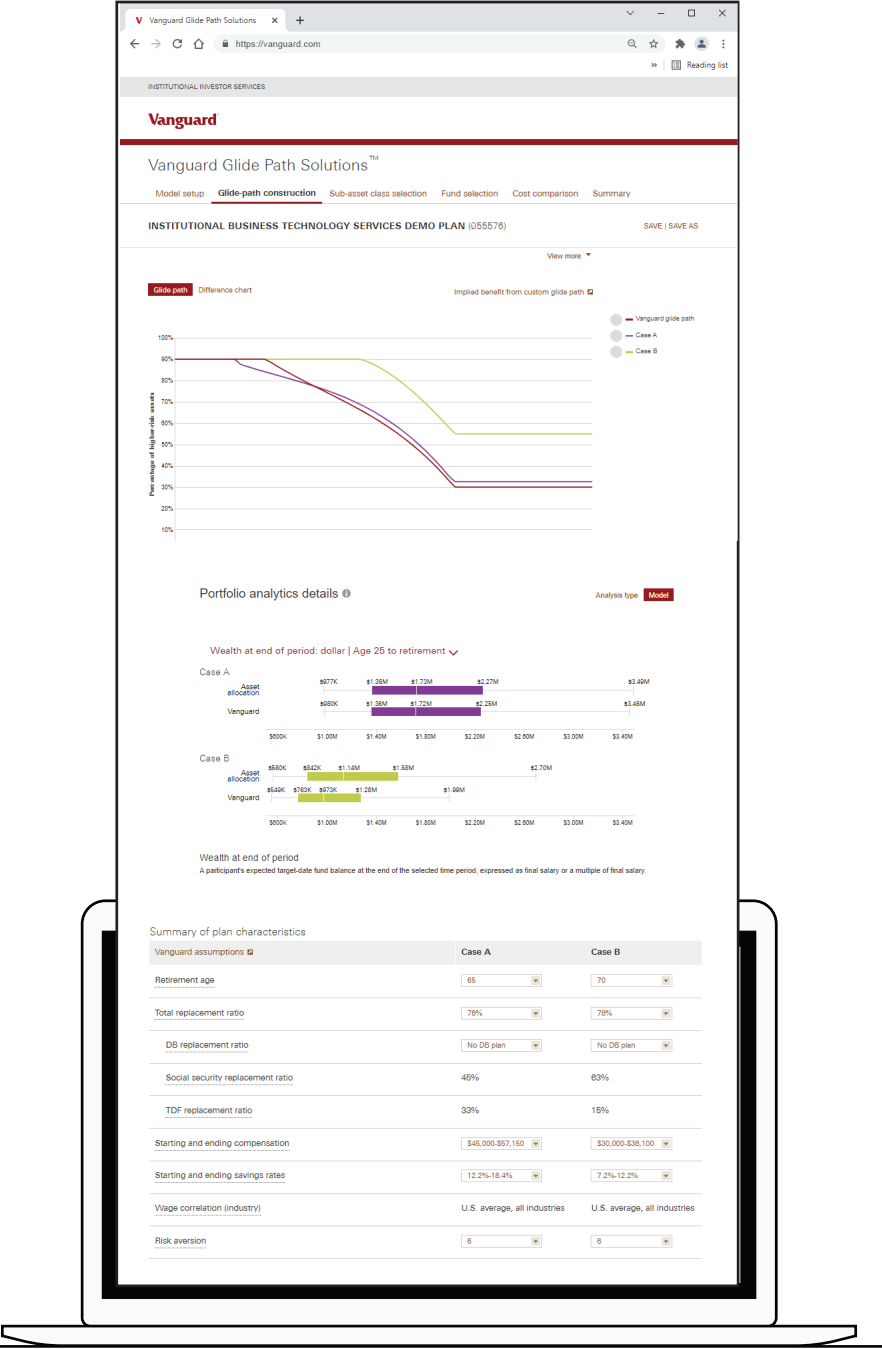 V Vanguard Glide Path Solutions × +
https://vanguard.com
» Reading list
INSTITUTIONAL INVESTOR SERVICES
Vanguard
Vanguard Glide Path Solutions™
Model setup Glide-path construction Sub-asset class selection Fund selection Cost comparison Summary
INSTITUTIONAL BUSINESS TECHNOLOGY SERVICES DEMO PLAN (055576) SAVE | SAVE AS
View more
Glide path Difference chart Implied benefit from custom glide path
Vanguard glide path
Case A
Case B
Percentage of higher-risk assets
100%
90%
80%
70%
60%
50%
40%
30%
20%
10%
Portfolio analytics details
Analysis type Model
Wealth at end of period: dollar | Age 25 to retirement
Case A
Asset allocation $977K $1.36M $1.73M $2.27M $3.49M
Vanguard $980K $1.36M $1.72M $2.25M $3.46M
$600K $1.00M $1.40M $1.80M $2.20M $2.60M $3.00M $3.40M
Case B
Asset allocation $560K $842K $1.14M $1.58M $2.70M
Vanguard $549K $763K $973K $1.28M $1.99M
$600K $1.00M $1.40M $1.80M $2.20M $2.60M $3.00M $3.40M
Wealth at end of period
A participant's expected target-date fund balance at the end of the selected time period, expressed as final salary or a multiple of final salary.
Summary of plan characteristics
Vanguard assumptions Case A Case B
Retirement age 65 70
Total replacement ratio 78% 78%
DB replacement ratio No DB plan No DB plan
Social security replacement ratio 45% 63%
TDF replacement ratio 33% 15%
Starting and ending compensation $45,000-$57,150 $30,000-$38,100
Starting and ending savings rates 12.2%-18.4% 7.2%-12.2%
Wage correlation (industry) U.S. average, all industries U.S. average, all industries
Risk aversion 6 6